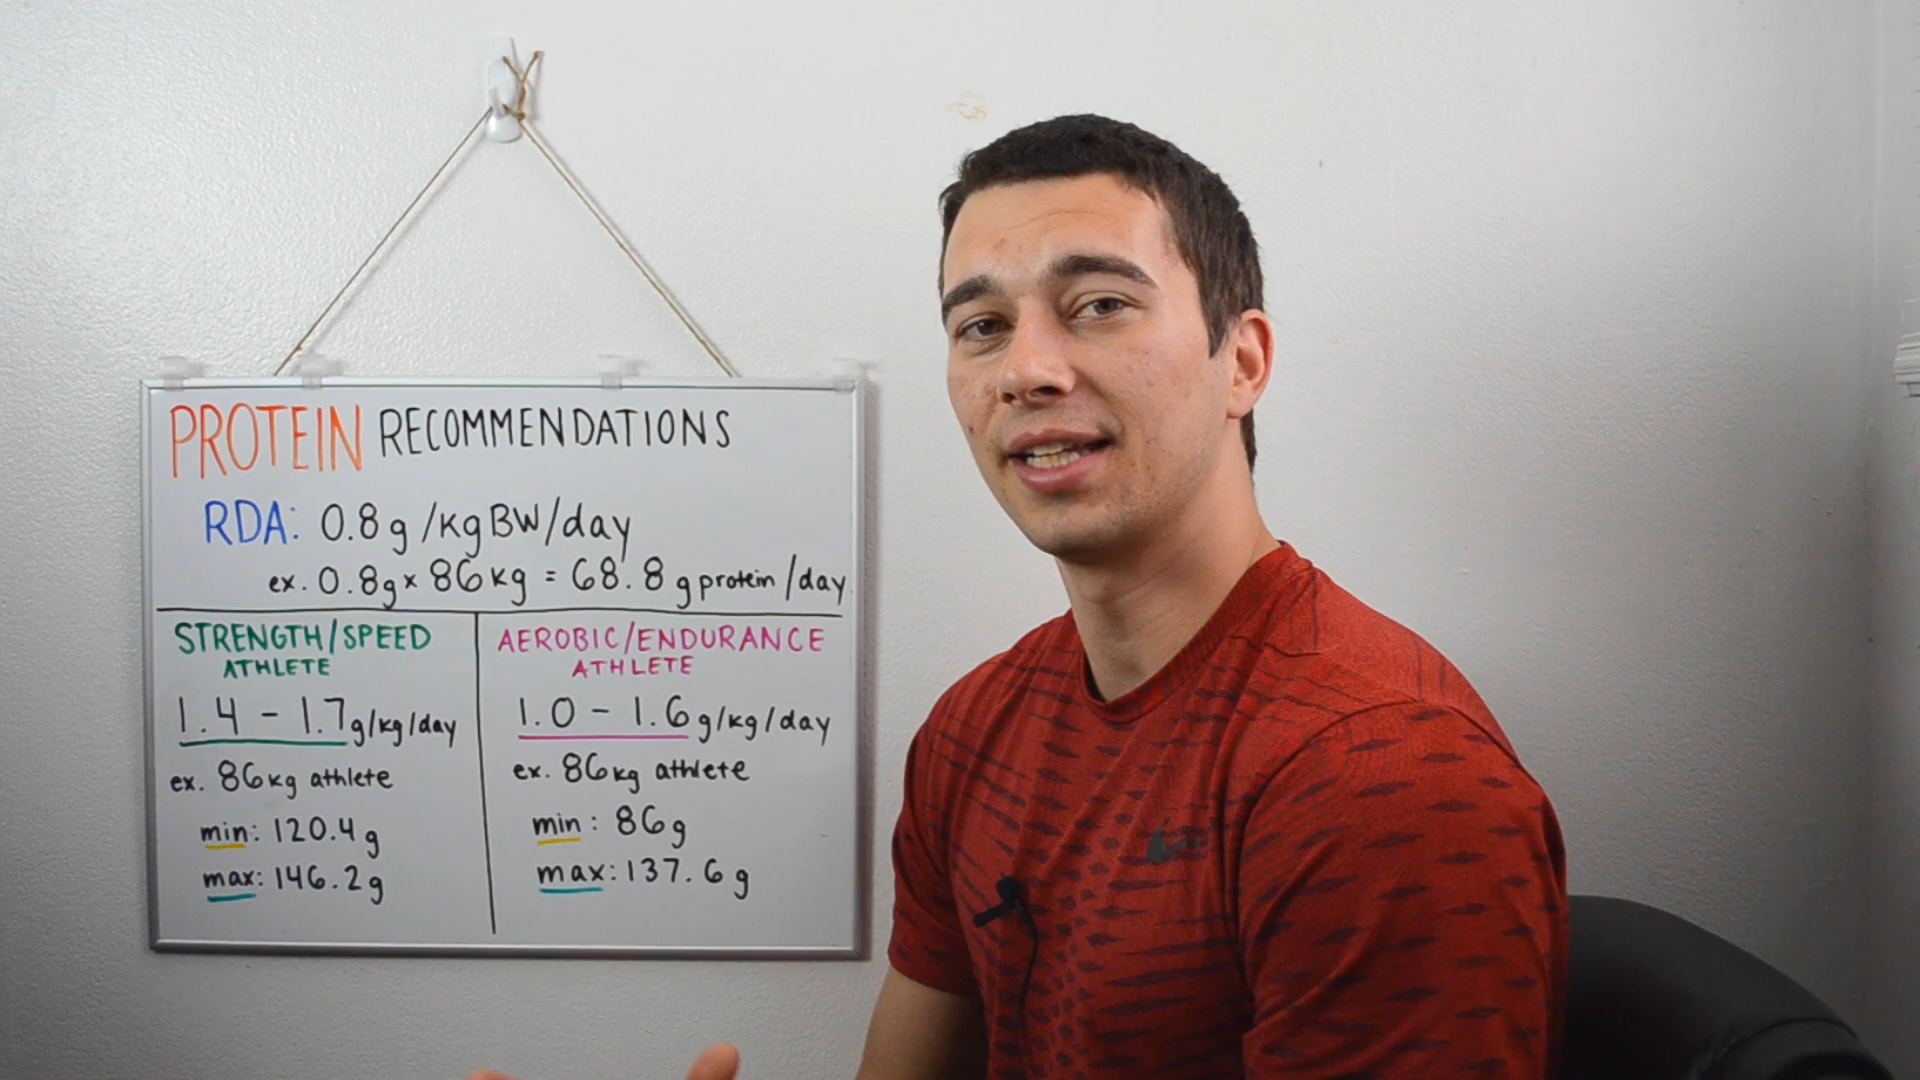 PROTEIN RECOMMENDATIONS
RDA: 0.8g/kgBW/day
ex. 0.8g x 86kg = 68.8g protein/day
STRENGTH/SPEED
ATHLETE
1.4 - 1.7g/kg/day
ex. 86kg athlete
min: 120.4g
max: 146.2g
AEROBIC/ENDURANCE
ATHLETE
1.0 - 1.6g/kg/day
ex. 86kg athlete
min: 86g
max: 137.6g